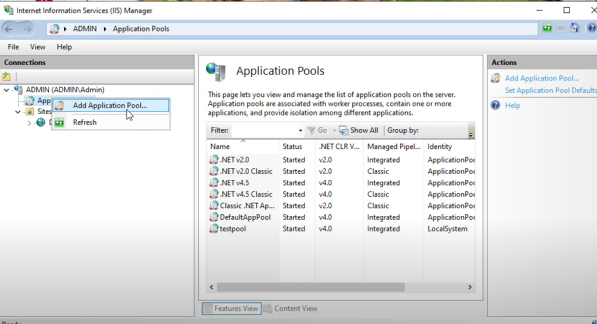 Internet Information Services (IIS) Manager
ADMIN Application Pools
File View Help
Connections
ADMIN (ADMIN\Admin)
App
Add Application Pool...
Sites
Refresh
Application Pools
This page lets you view and manage the list of application pools on the server.
Application pools are associated with worker processes, contain one or more
applications, and provide isolation among different applications.
Filter: Go Show All Group by:
Name Status .NET CLR V... Managed Pipel... Identity
.NET v2.0 Started v2.0 Integrated ApplicationPoo
.NET v2.0 Classic Started v2.0 Classic ApplicationPoo
.NET v4.5 Started v4.0 Integrated ApplicationPoo
.NET v4.5 Classic Started v4.0 Classic ApplicationPoo
Classic .NET Ap... Started v2.0 Classic ApplicationPoo
DefaultAppPool Started v4.0 Integrated ApplicationPoo
testpool Started v4.0 Integrated LocalSystem
Features View Content View
Actions
Add Application Pool...
Set Application Pool Defaults
Help